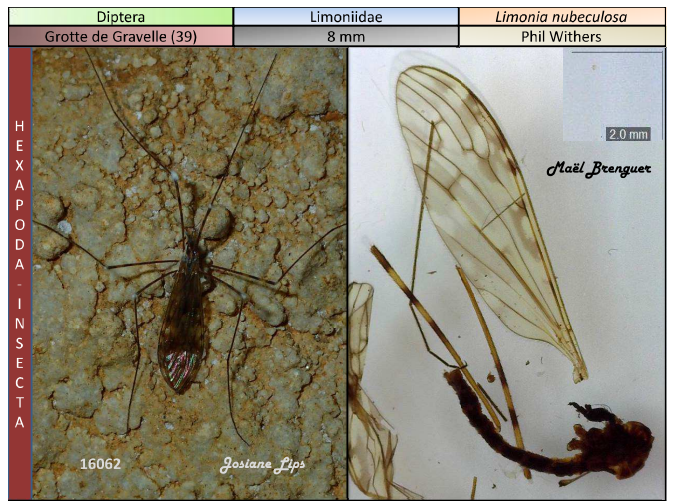 Diptera
Limoniidae
Limonia nubeculosa
Grotte de Gravelle (39)
8 mm
Phil Withers
HEXAPODA - INSECTA
2.0 mm
Maël Brenguer
16062
Josiane Lips